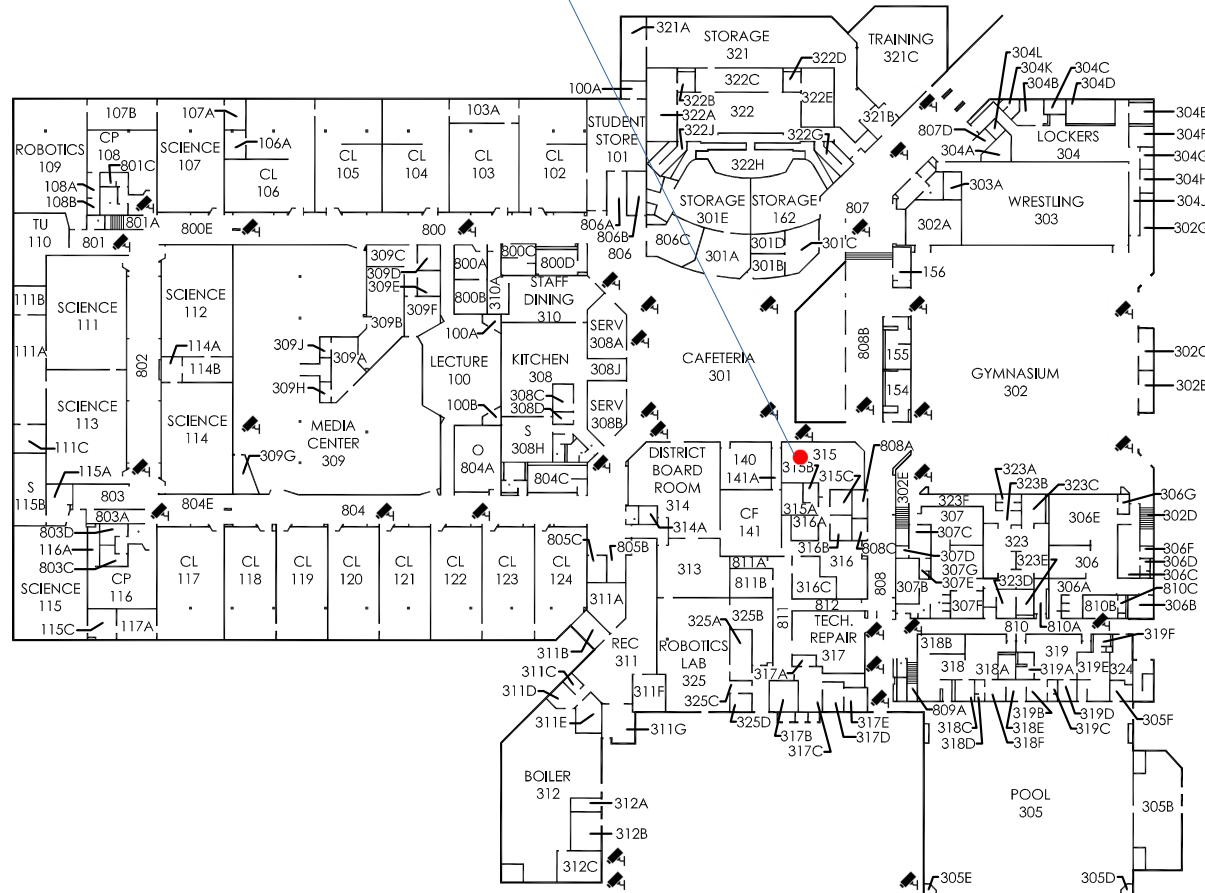 321A
STORAGE
321
TRAINING
321C
322D
304L
304K
304B
304C
304D
100A
322C
322B
322A
322J
322
322E
321B
322G
322H
807D
304A
LOCKERS
304
304E
304F
304G
304H
304J
302G
107B
107A
103A
STUDENT
STORE
101
ROBOTICS
109
CP
108
801C
SCIENCE
107
106A
CL
106
CL
105
CL
104
CL
103
CL
102
108A
108B
303A
WRESTLING
303
302A
STORAGE
301E
STORAGE
162
TU
110
801
801A
800E
800
806A
806B
806
806C
301A
301D
301B
301C
807
156
309C
309D
309E
309F
309B
800A
800B
310A
800C
800D
STAFF
DINING
310
111B
111A
SCIENCE
111
SCIENCE
112
802
114A
114B
309J
309A
309H
100A
LECTURE
100
KITCHEN
308
308C
308D
SERV
308A
308J
SERV
308B
CAFETERIA
301
808B
155
154
GYMNASIUM
302
302C
302B
SCIENCE
113
SCIENCE
114
MEDIA
CENTER
309
100B
S
308H
111C
115A
309G
O
804A
804C
S
115B
803
803A
804E
804
DISTRICT
BOARD
ROOM
314
314A
140
141A
CF
141
315
315B
315C
315A
316A
316B
316
316C
808A
808C
302E
808
323A
323B
323C
323F
307
307C
323
306E
306G
302D
306F
306D
306C
306
307D
307G
307E
307B
307F
323E
323D
306A
810C
810B
306B
810
810A
803D
116A
803C
CP
116
SCIENCE
115
115C
117A
CL
117
CL
118
CL
119
CL
120
CL
121
CL
122
CL
123
CL
124
805C
805B
311A
313
811A
811B
812
811
325A
325B
TECH.
REPAIR
317
317A
ROBOTICS
LAB
325
325C
325D
REC
311
311B
311C
311D
311E
311F
311G
317B
317C
317D
317E
318B
318
318A
319
319A
319E
319F
324
809A
318C
318D
318E
318F
319B
319C
319D
305F
BOILER
312
312A
312B
312C
POOL
305
305B
305E
305D